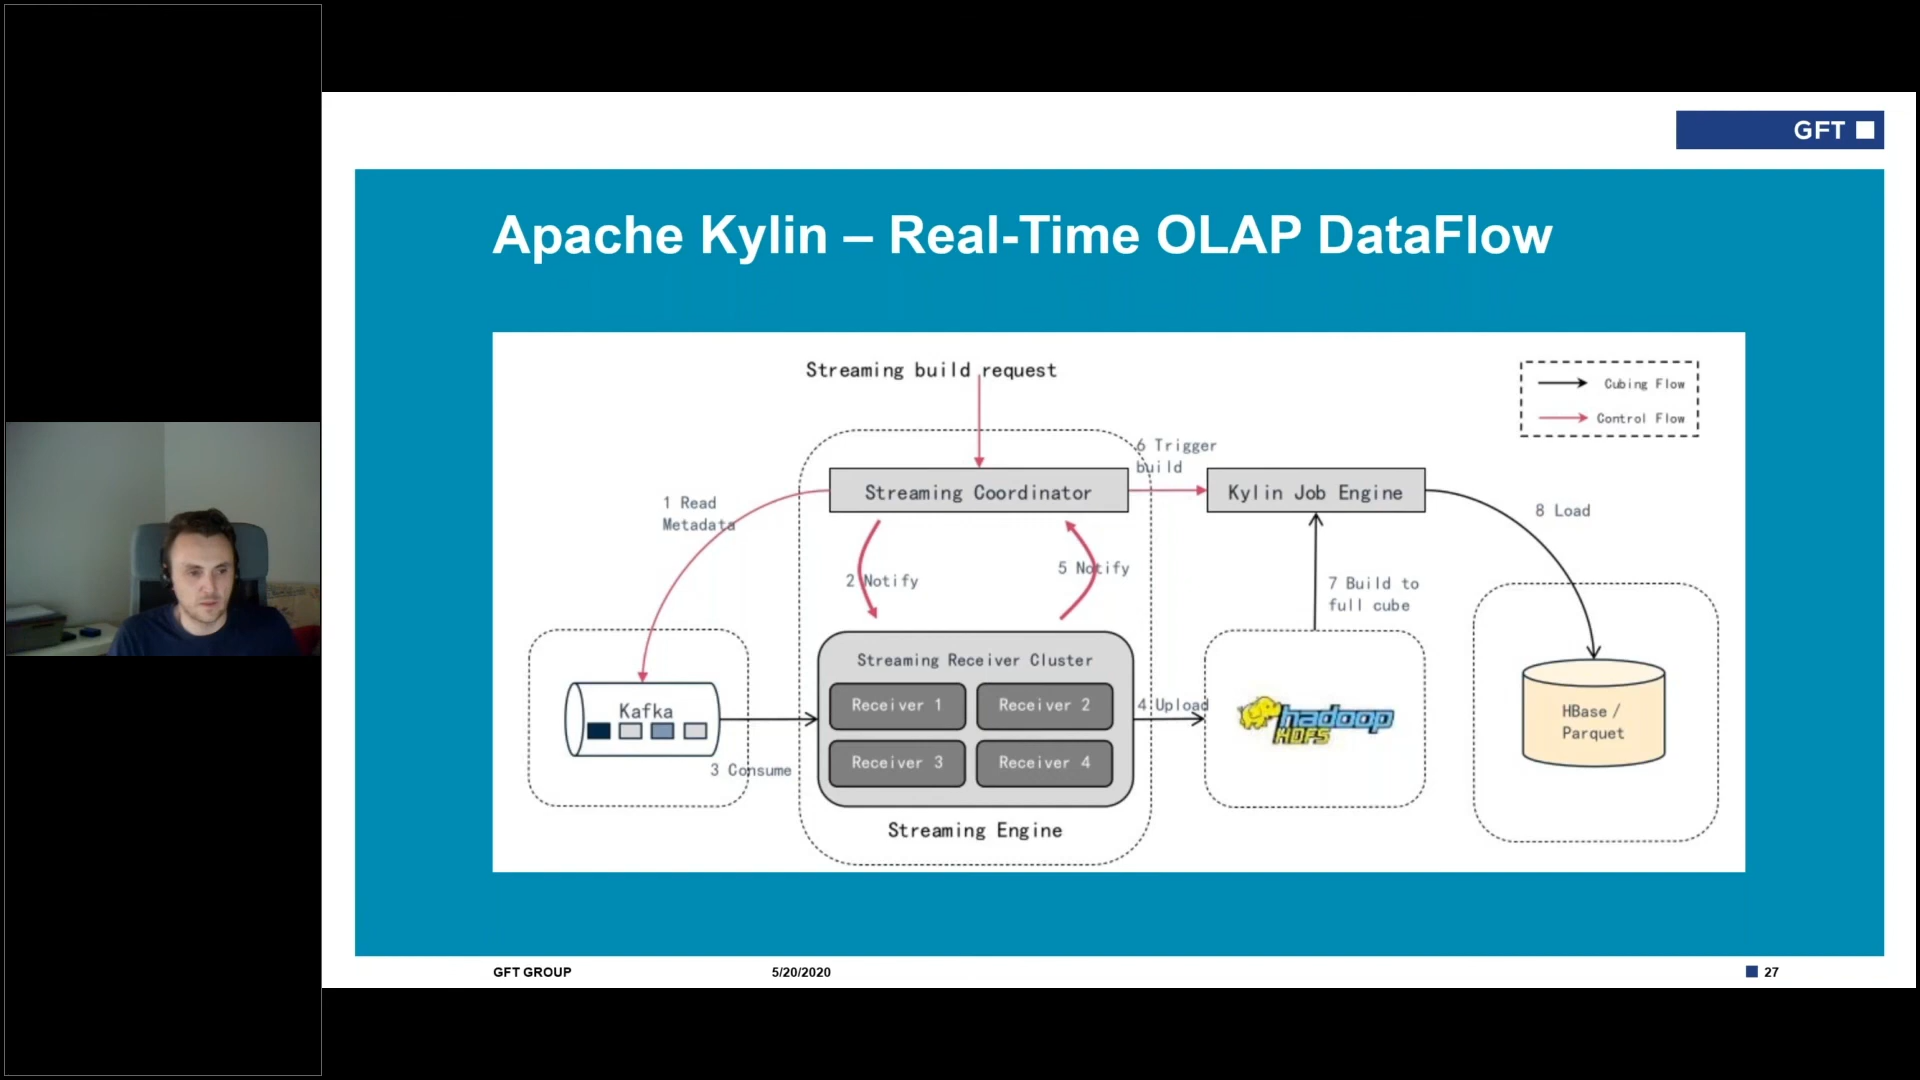 GFT
Apache Kylin – Real-Time OLAP DataFlow
Streaming build request
Cubing Flow
Control Flow
6 Trigger
build
Streaming Coordinator
Kylin Job Engine
1 Read
Metadata
8 Load
2 Notify
5 Notify
7 Build to
full cube
Streaming Receiver Cluster
Kafka
Receiver 1
Receiver 2
4 Upload
hadoop
HDFS
HBase /
Parquet
3 Consume
Receiver 3
Receiver 4
Streaming Engine
GFT GROUP
5/20/2020
27